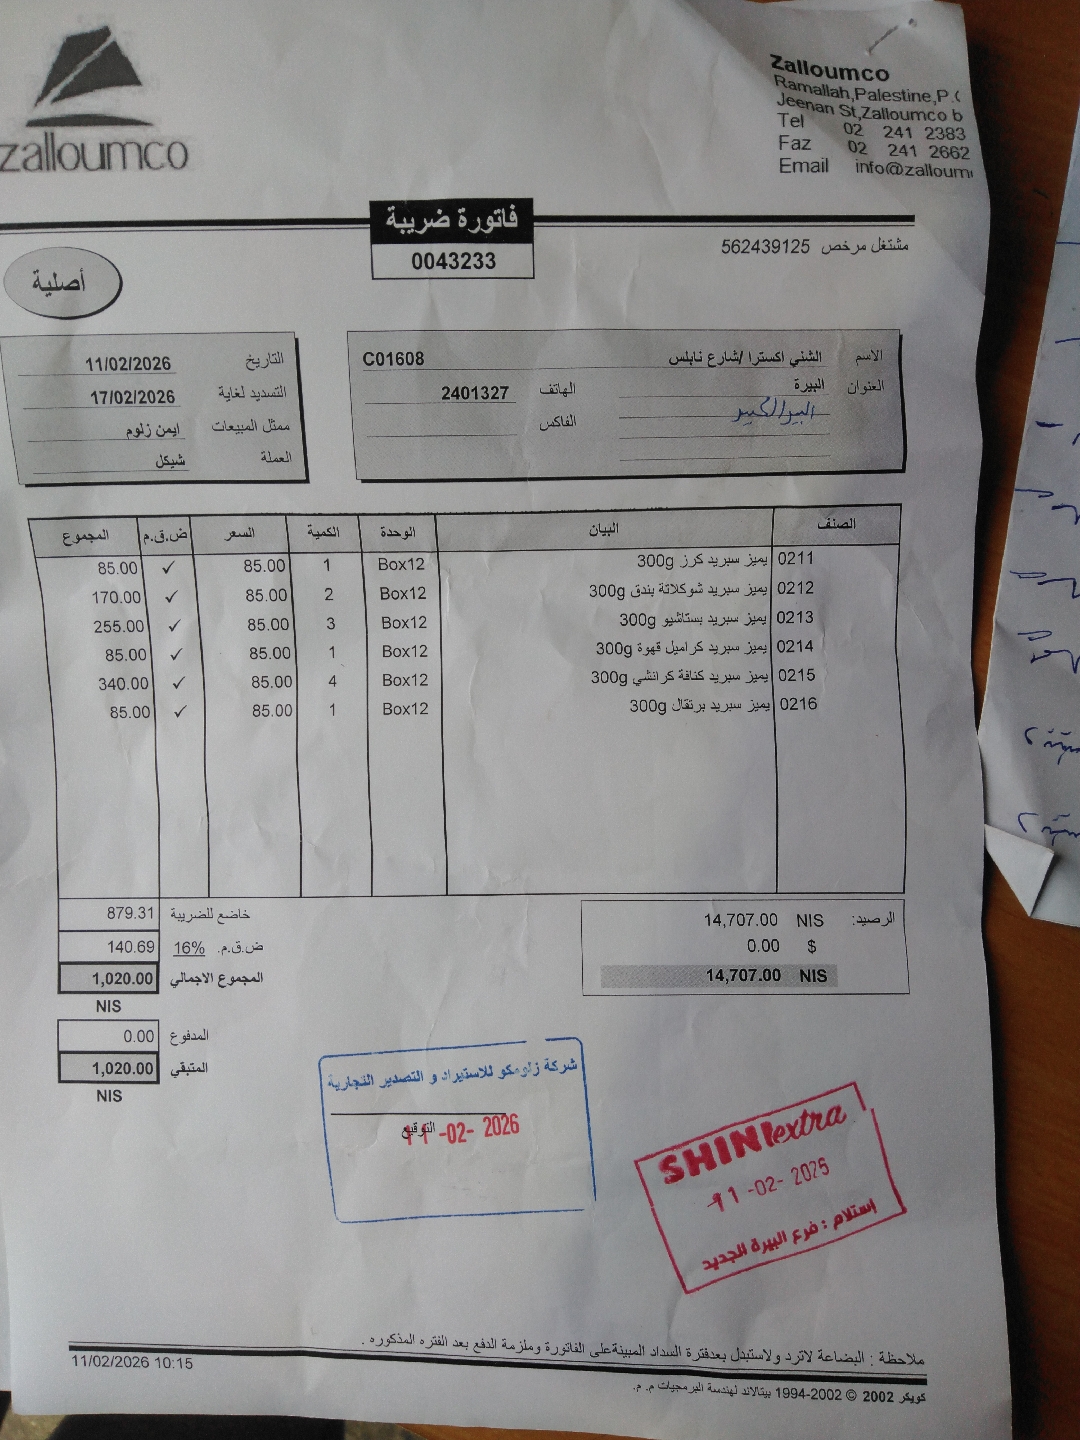 zalloumco
Zalloumco
Ramallah,Palestine,P.
Jeenan St,Zalloumco b
Tel 02 241 2383
Faz 02 241 2662
Email info@zalloum
فاتورة ضريبة
0043233
مشتغل مرخص 562439125
أصلية
الاسم الشني اكسترا /شارع نابلس C01608
العنوان البيرة الهاتف 2401327
البير الكبير
الفاكس
التاريخ 11/02/2026
التسديد لغاية 17/02/2026
ممثل المبيعات ايمن زلوم
العملة شيكل
الصنف البيان الوحدة الكمية السعر ض.ق.م المجموع
0211 يميز سبريد كرز 300g Box12 1 85.00 ✓ 85.00
0212 يميز سبريد شوكلاتة بندق 300g Box12 2 85.00 ✓ 170.00
0213 يميز سبريد بستاشيو 300g Box12 3 85.00 ✓ 255.00
0214 يميز سبريد كراميل قهوة 300g Box12 1 85.00 ✓ 85.00
0215 يميز سبريد كنافة كرانشي 300g Box12 4 85.00 ✓ 340.00
0216 يميز سبريد برتقال 300g Box12 1 85.00 ✓ 85.00
الرصيد: 14,707.00 NIS
0.00 $
14,707.00 NIS
خاضع للضريبة 879.31
ض.ق.م. 16% 140.69
المجموع الاجمالي 1,020.00
NIS
المدفوع 0.00
المتبقي 1,020.00
NIS
شركة زلومكو للاستيراد و التصدير التجارية
التوقيع
11-02-2026
SHINI extra
11-02-2026
إستلام : فرع البيرة الجديد
ملاحظة : البضاعة لاترد ولاستبدل بعدفترة السداد المبينةعلى الفاتورة وملزمة الدفع بعد الفتره المذكوره .
11/02/2026 10:15
كويكر 2002 © 1994-2002 بيتالاند لهندسة البرمجيات م. م.